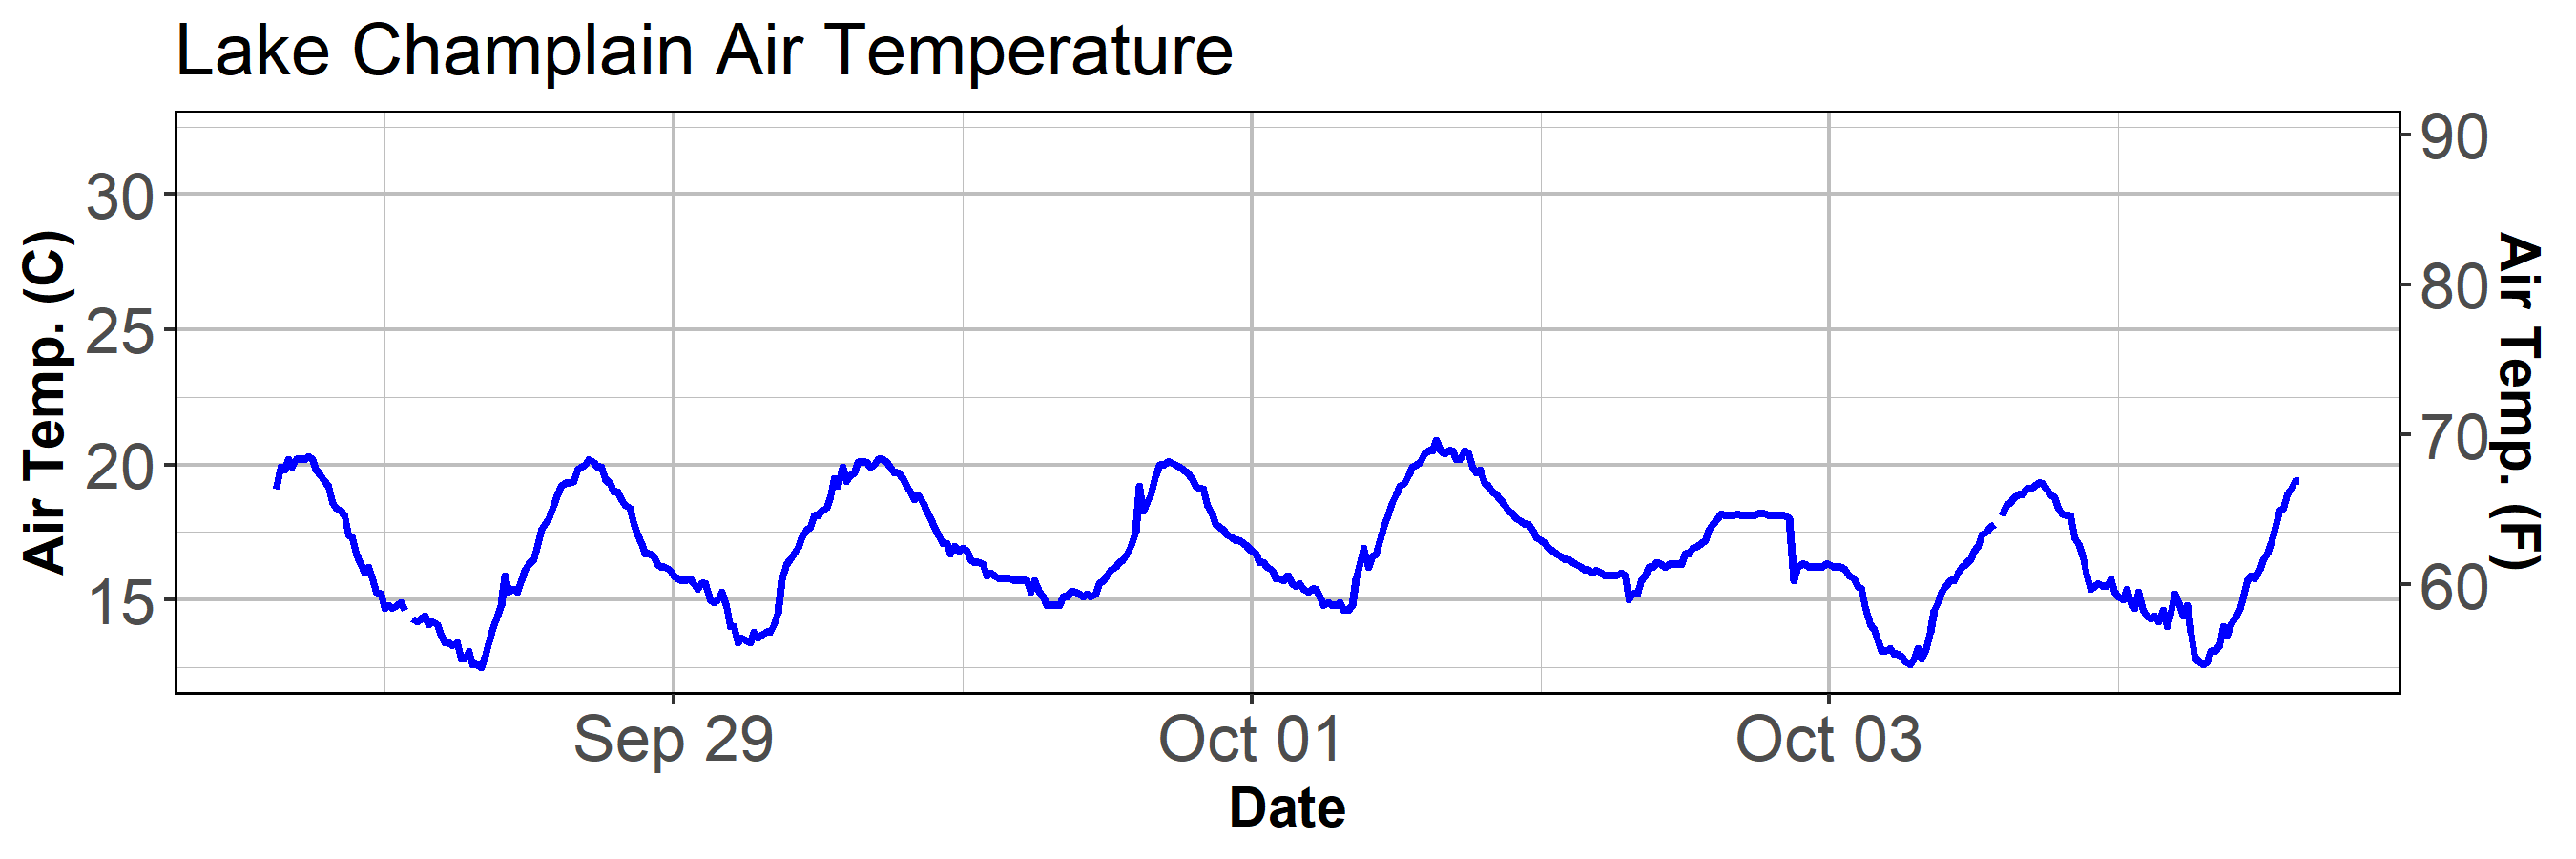 Lake Champlain Air Temperature
Air Temp. (C)
30
25
20
15
90
80
70
60
Air Temp. (F)
Sep 29 Oct 01 Oct 03
Date